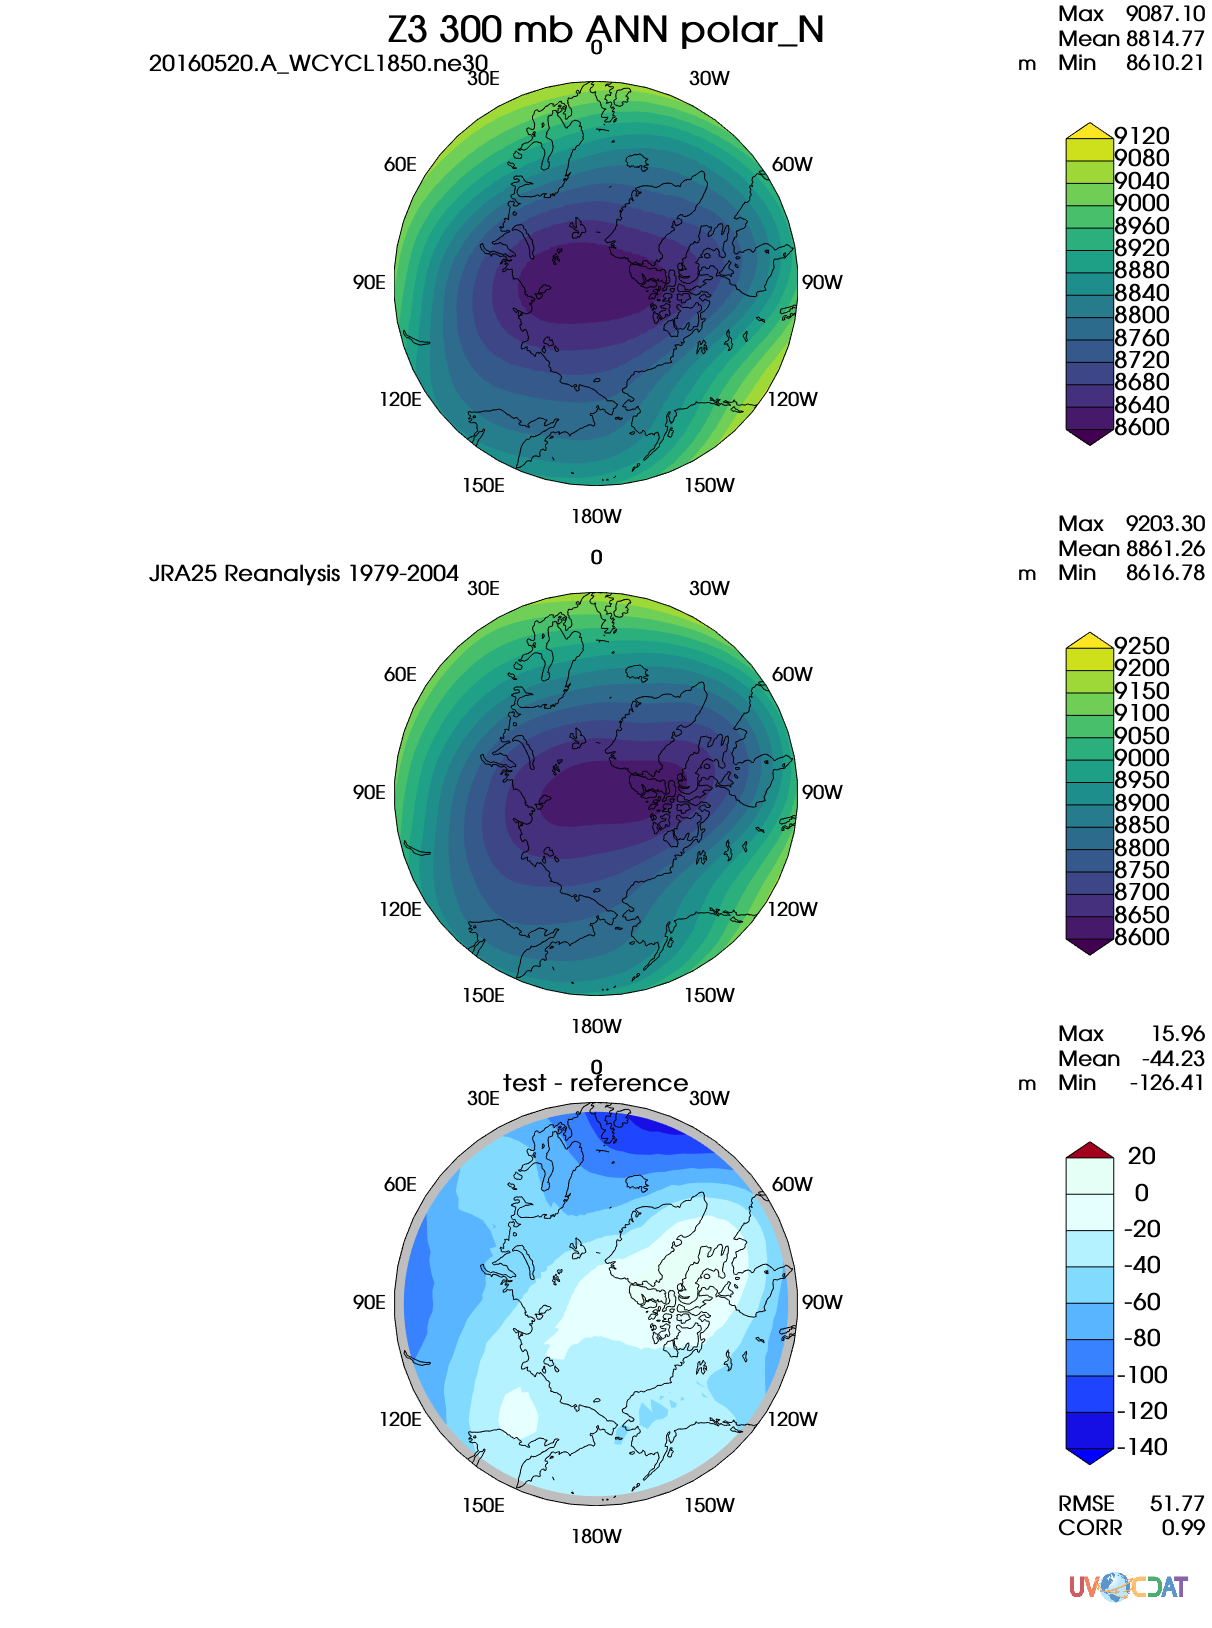 Z3 300 mb ANN polar_N
20160520.A_WCYCL1850.ne30
m
Max 9087.10
Mean 8814.77
Min 8610.21
0
30E
30W
60E
60W
90E
90W
120E
120W
150E
150W
180W
9120
9080
9040
9000
8960
8920
8880
8840
8800
8760
8720
8680
8640
8600
JRA25 Reanalysis 1979-2004
m
Max 9203.30
Mean 8861.26
Min 8616.78
0
30E
30W
60E
60W
90E
90W
120E
120W
150E
150W
180W
9250
9200
9150
9100
9050
9000
8950
8900
8850
8800
8750
8700
8650
8600
test - reference
m
Max 15.96
Mean -44.23
Min -126.41
0
30E
30W
60E
60W
90E
90W
120E
120W
150E
150W
180W
20
0
-20
-40
-60
-80
-100
-120
-140
RMSE 51.77
CORR 0.99
UV CDAT